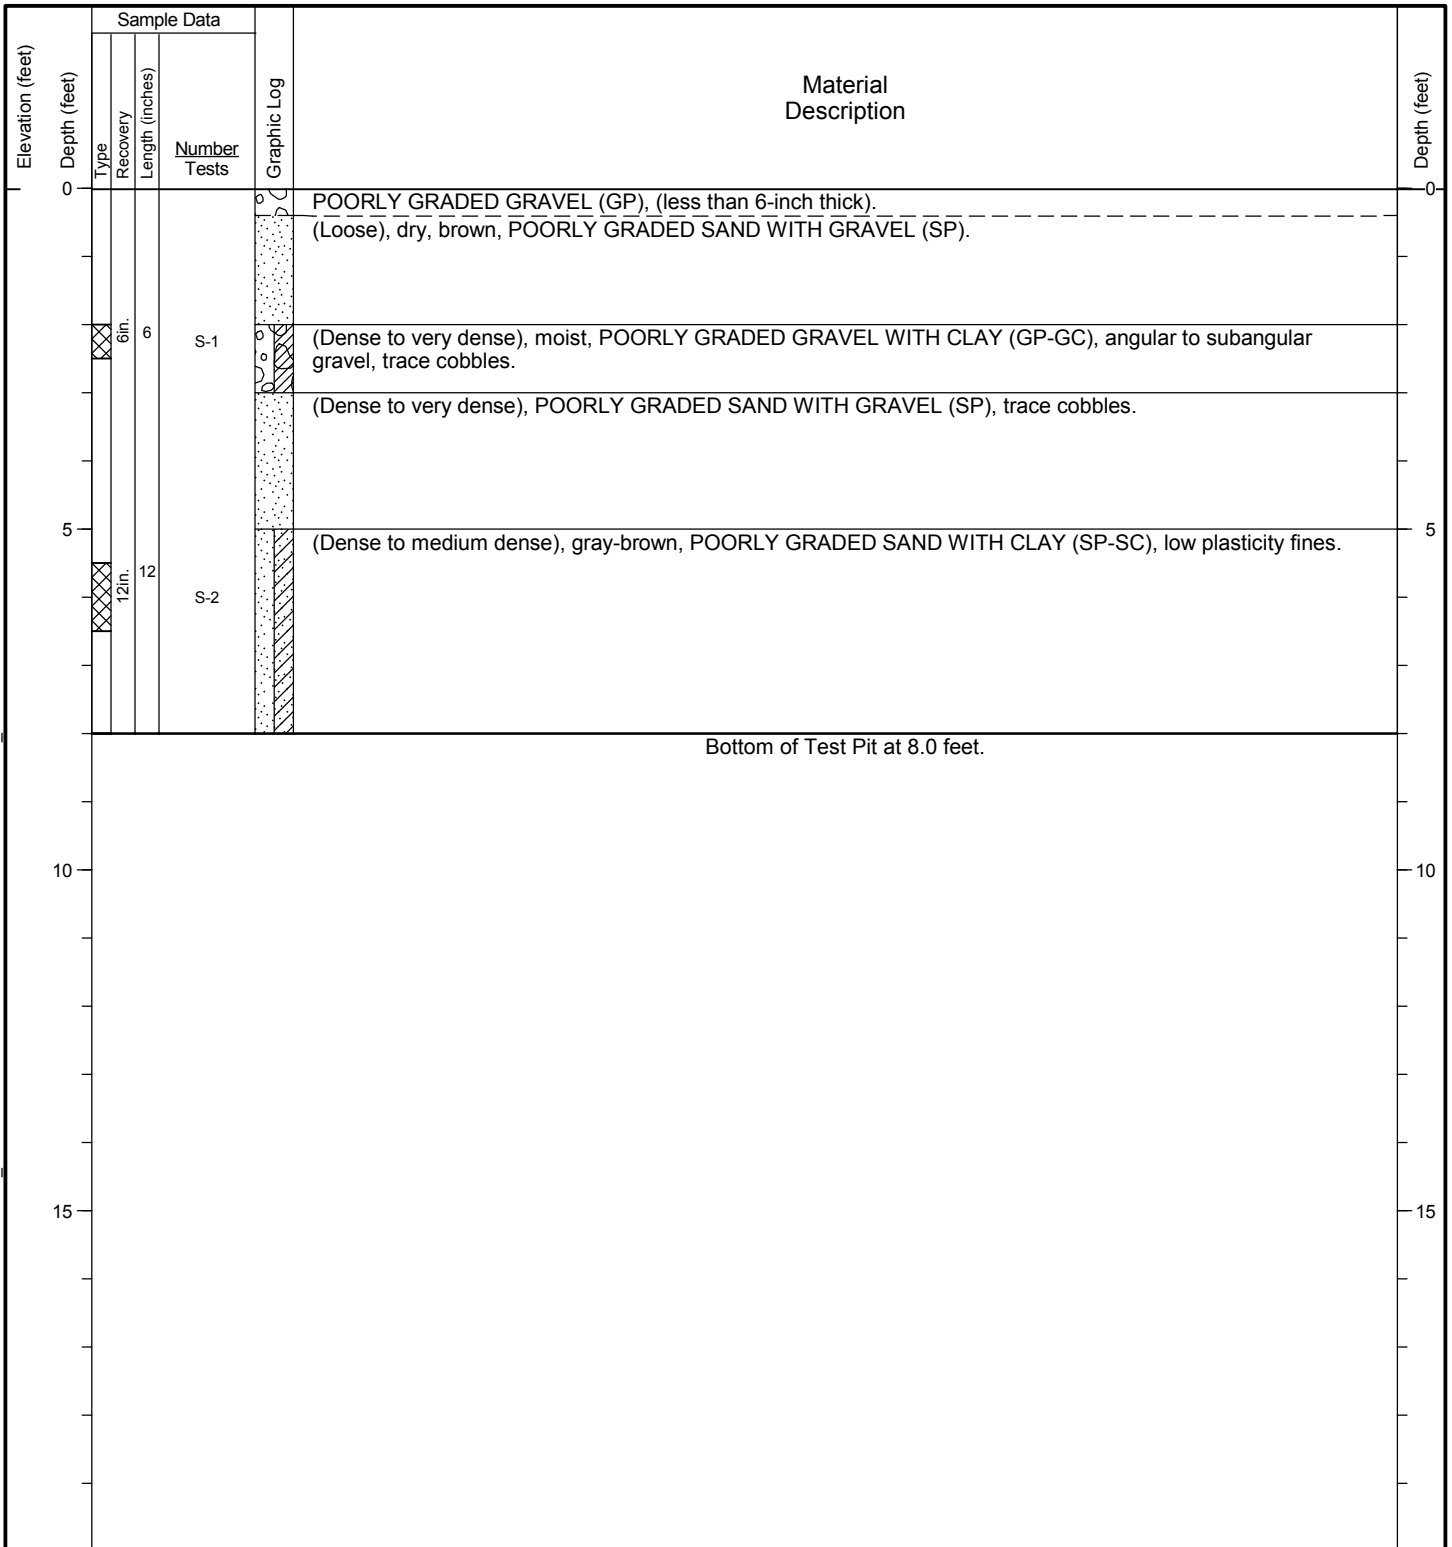 Sample Data
Elevation (feet)
Depth (feet)
Type
Recovery
Length (inches)
Number
Tests
Graphic Log
Material
Description
Depth (feet)
0
0
POORLY GRADED GRAVEL (GP), (less than 6-inch thick).
(Loose), dry, brown, POORLY GRADED SAND WITH GRAVEL (SP).
6in.
6
S-1
(Dense to very dense), moist, POORLY GRADED GRAVEL WITH CLAY (GP-GC), angular to subangular
gravel, trace cobbles.
(Dense to very dense), POORLY GRADED SAND WITH GRAVEL (SP), trace cobbles.
5
5
(Dense to medium dense), gray-brown, POORLY GRADED SAND WITH CLAY (SP-SC), low plasticity fines.
12in.
12
S-2
Bottom of Test Pit at 8.0 feet.
10
10
15
15